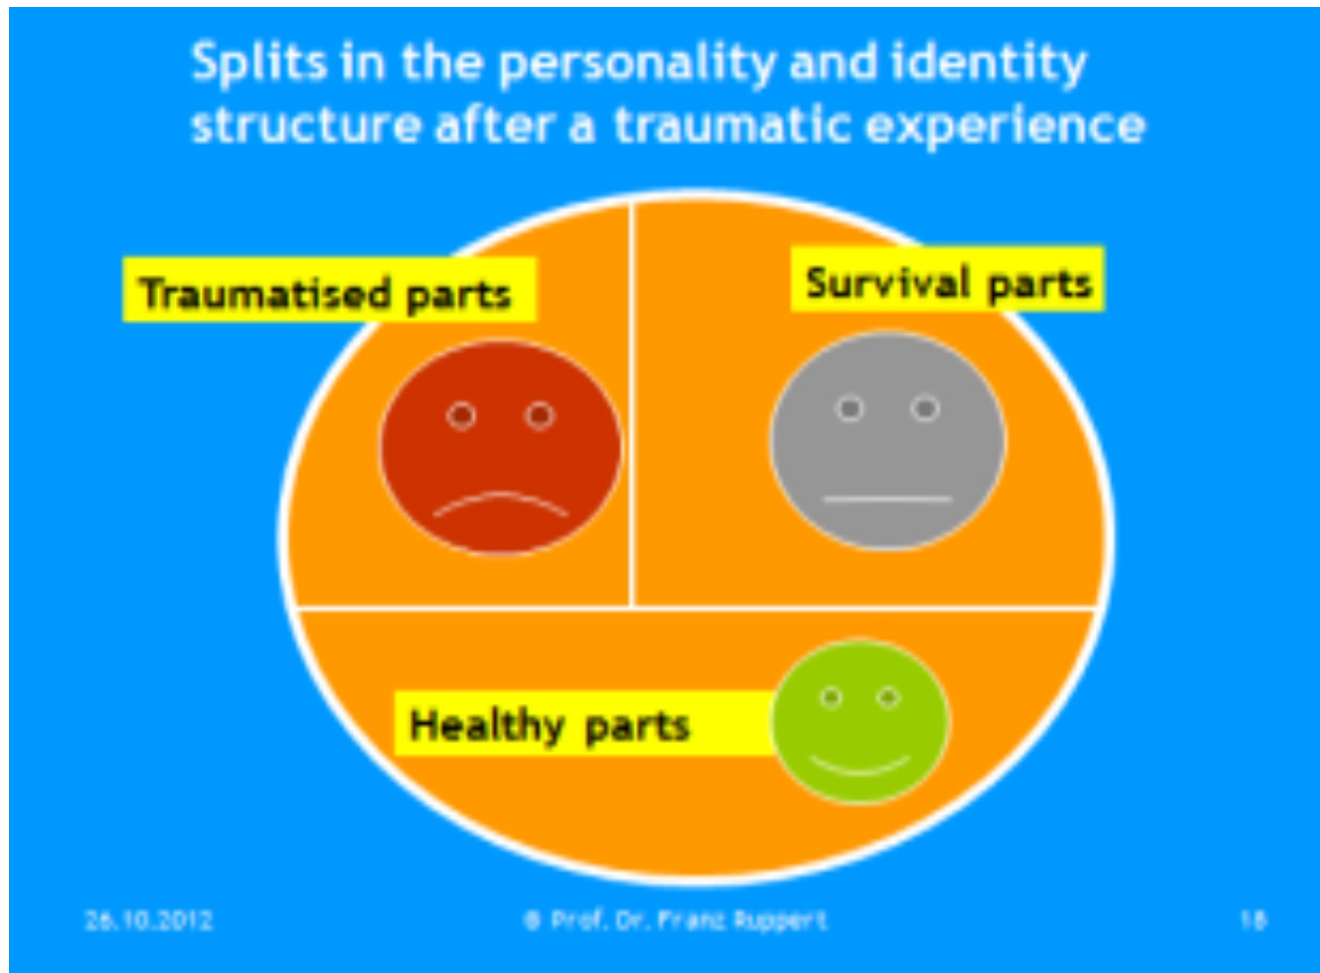 Splits in the personality and identity
structure after a traumatic experience
Traumatised parts
Survival parts
Healthy parts
26.10.2012
© Prof. Dr. Franz Ruppert
18